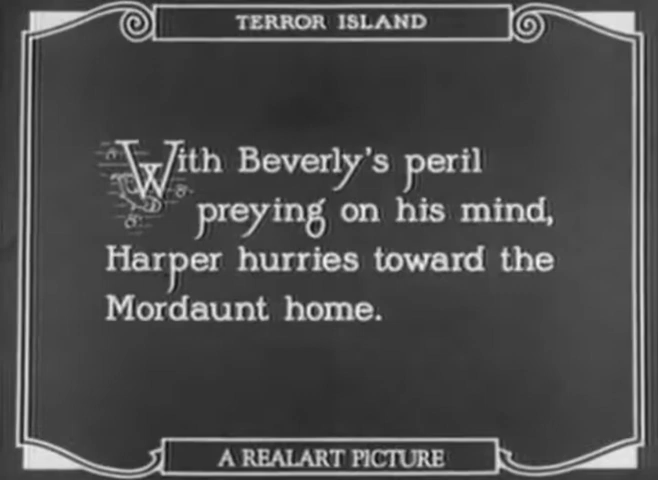 TERROR ISLAND
With Beverly's peril
preying on his mind,
Harper hurries toward the
Mordaunt home.
A REALART PICTURE